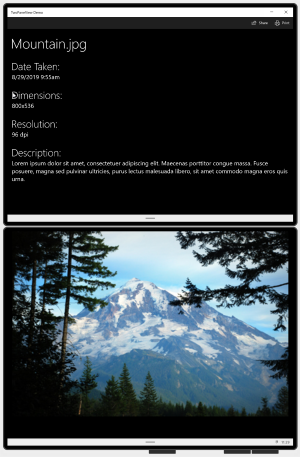 TwoPaneView Demo
Share
Print
Mountain.jpg
Date Taken:
8/29/2019 9:55am
Dimensions:
800x536
Resolution:
96 dpi
Description:
Lorem ipsum dolor sit amet, consectetuer adipiscing elit. Maecenas porttitor congue massa. Fusce
posuere, magna sed pulvinar ultricies, purus lectus malesuada libero, sit amet commodo magna eros quis
urna.